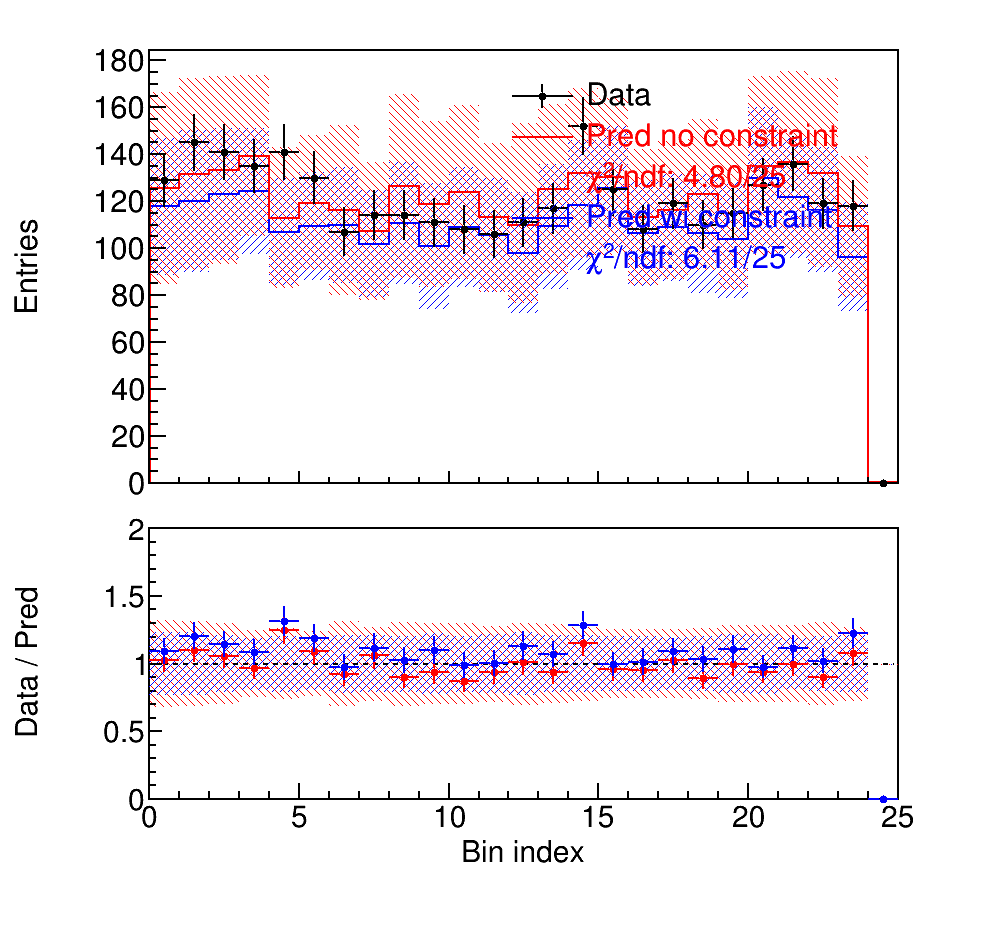 180
160
140
120
100
80
60
40
20
0
Entries
Data
Pred no constraint
χ²/ndf: 4.80/25
Pred wi constraint
χ²/ndf: 6.11/25
2
1.5
1
0.5
0
Data / Pred
0 5 10 15 20 25
Bin index